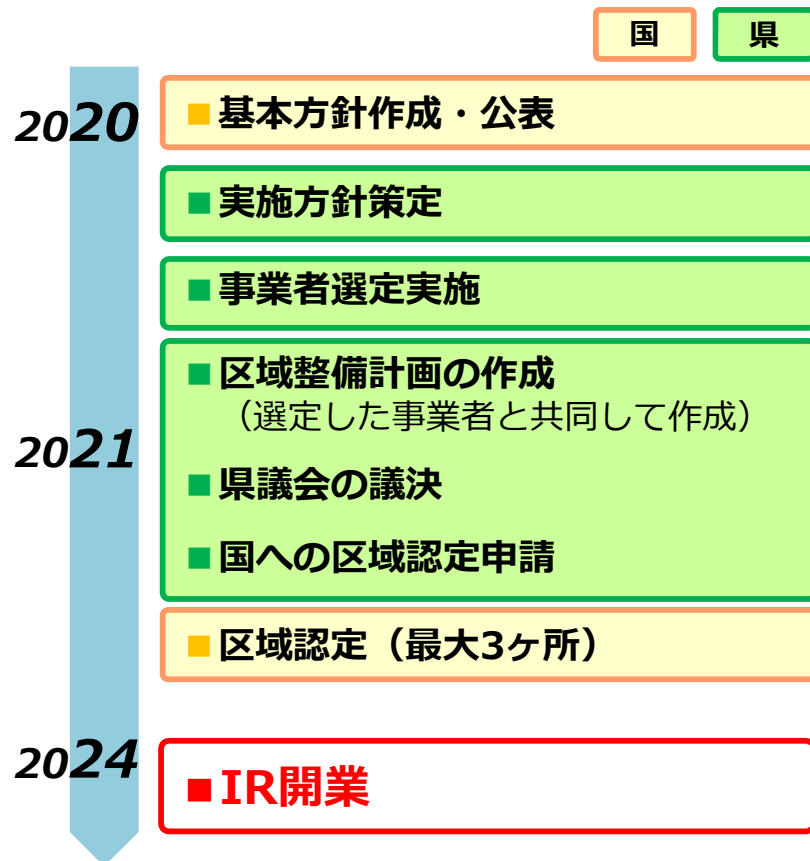 国 県
2020
■基本方針作成・公表
■実施方針策定
■事業者選定実施
■区域整備計画の作成
（選定した事業者と共同して作成）
2021
■県議会の議決
■国への区域認定申請
■区域認定（最大3ヶ所）
2024
■IR開業